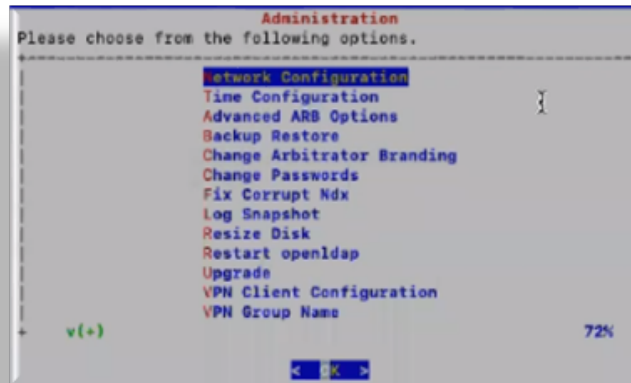 Administration
Please choose from the following options.
Network Configuration
Time Configuration
Advanced ARB Options
Backup Restore
Change Arbitrator Branding
Change Passwords
Fix Corrupt Ndx
Log Snapshot
Resize Disk
Restart openldap
Upgrade
VPN Client Configuration
VPN Group Name
v(+) 72%
< OK >